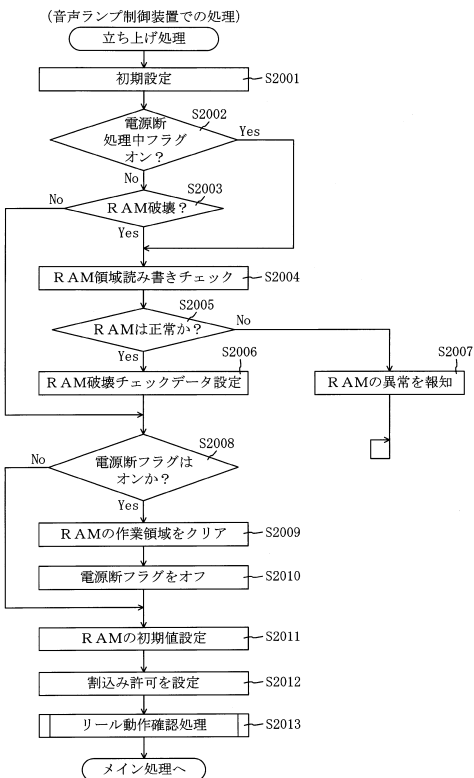 (音声ランプ制御装置での処理)
立ち上げ処理
初期設定
S2001
S2002
電源断
処理中フラグ
オン？
Yes
No
S2003
No
RAM破壊？
Yes
RAM領域読み書きチェック
S2004
S2005
RAMは正常か？
No
Yes
S2006
S2007
RAM破壊チェックデータ設定
RAMの異常を報知
S2008
No
電源断フラグは
オンか？
Yes
RAMの作業領域をクリア
S2009
電源断フラグをオフ
S2010
RAMの初期値設定
S2011
割込み許可を設定
S2012
リール動作確認処理
S2013
メイン処理へ